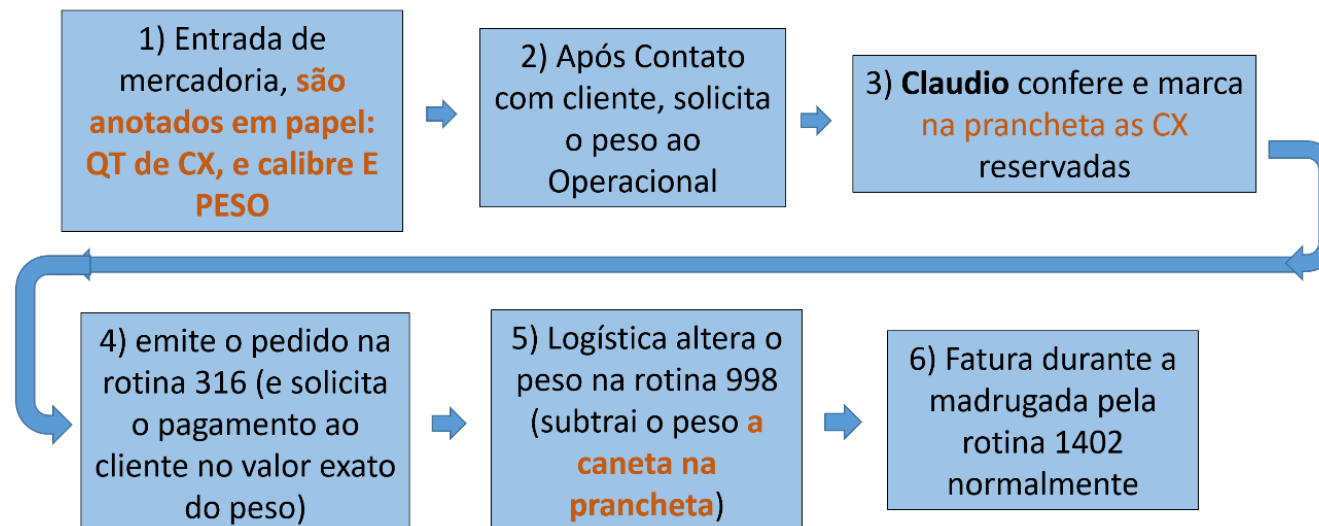 1) Entrada de
mercadoria, são
anotados em papel:
QT de CX, e calibre E
PESO
2) Após Contato
com cliente, solicita
o peso ao
Operacional
3) Claudio confere e marca
na prancheta as CX
reservadas
4) emite o pedido na
rotina 316 (e solicita
o pagamento ao
cliente no valor exato
do peso)
5) Logística altera o
peso na rotina 998
(subtrai o peso a
caneta na
prancheta)
6) Fatura durante a
madrugada pela
rotina 1402
normalmente